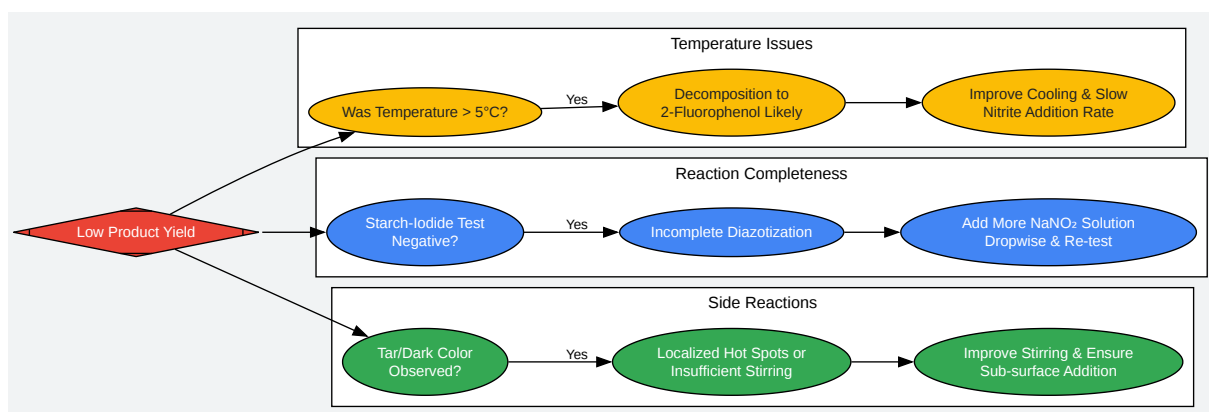 Temperature Issues
Was Temperature > 5°C?
Yes
Decomposition to
2-Fluorophenol Likely
Improve Cooling & Slow
Nitrite Addition Rate
Low Product Yield
Reaction Completeness
Starch-Iodide Test
Negative?
Yes
Incomplete Diazotization
Add More NaNO₂ Solution
Dropwise & Re-test
Side Reactions
Tar/Dark Color
Observed?
Yes
Localized Hot Spots or
Insufficient Stirring
Improve Stirring & Ensure
Sub-surface Addition